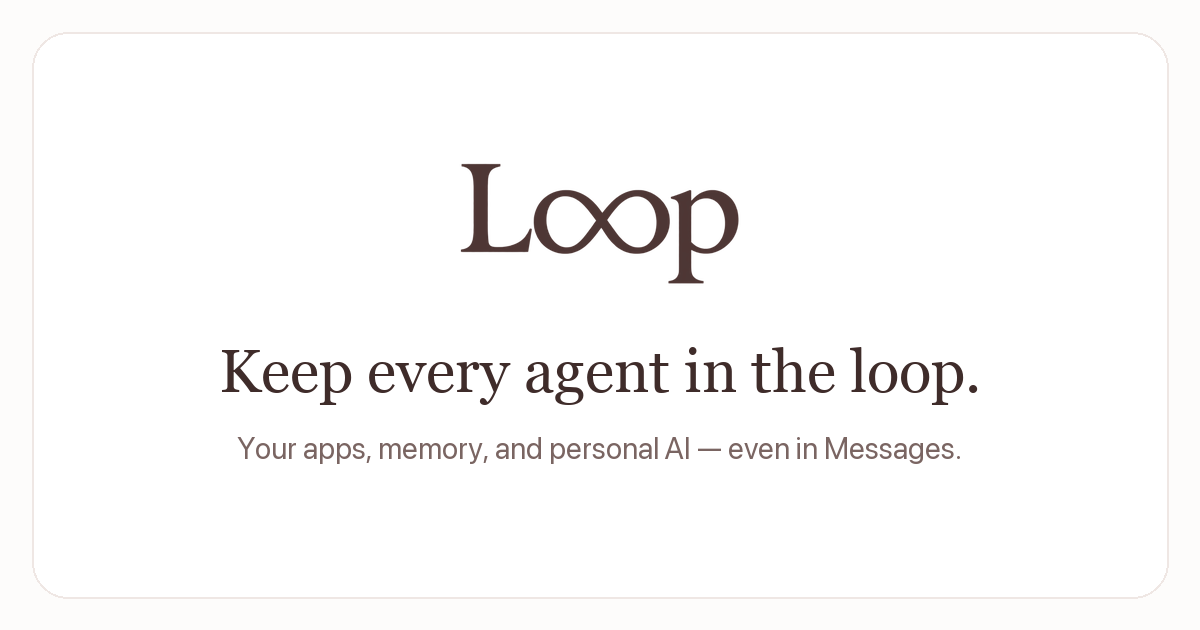 Loop
Keep every agent in the loop.
Your apps, memory, and personal AI — even in Messages.